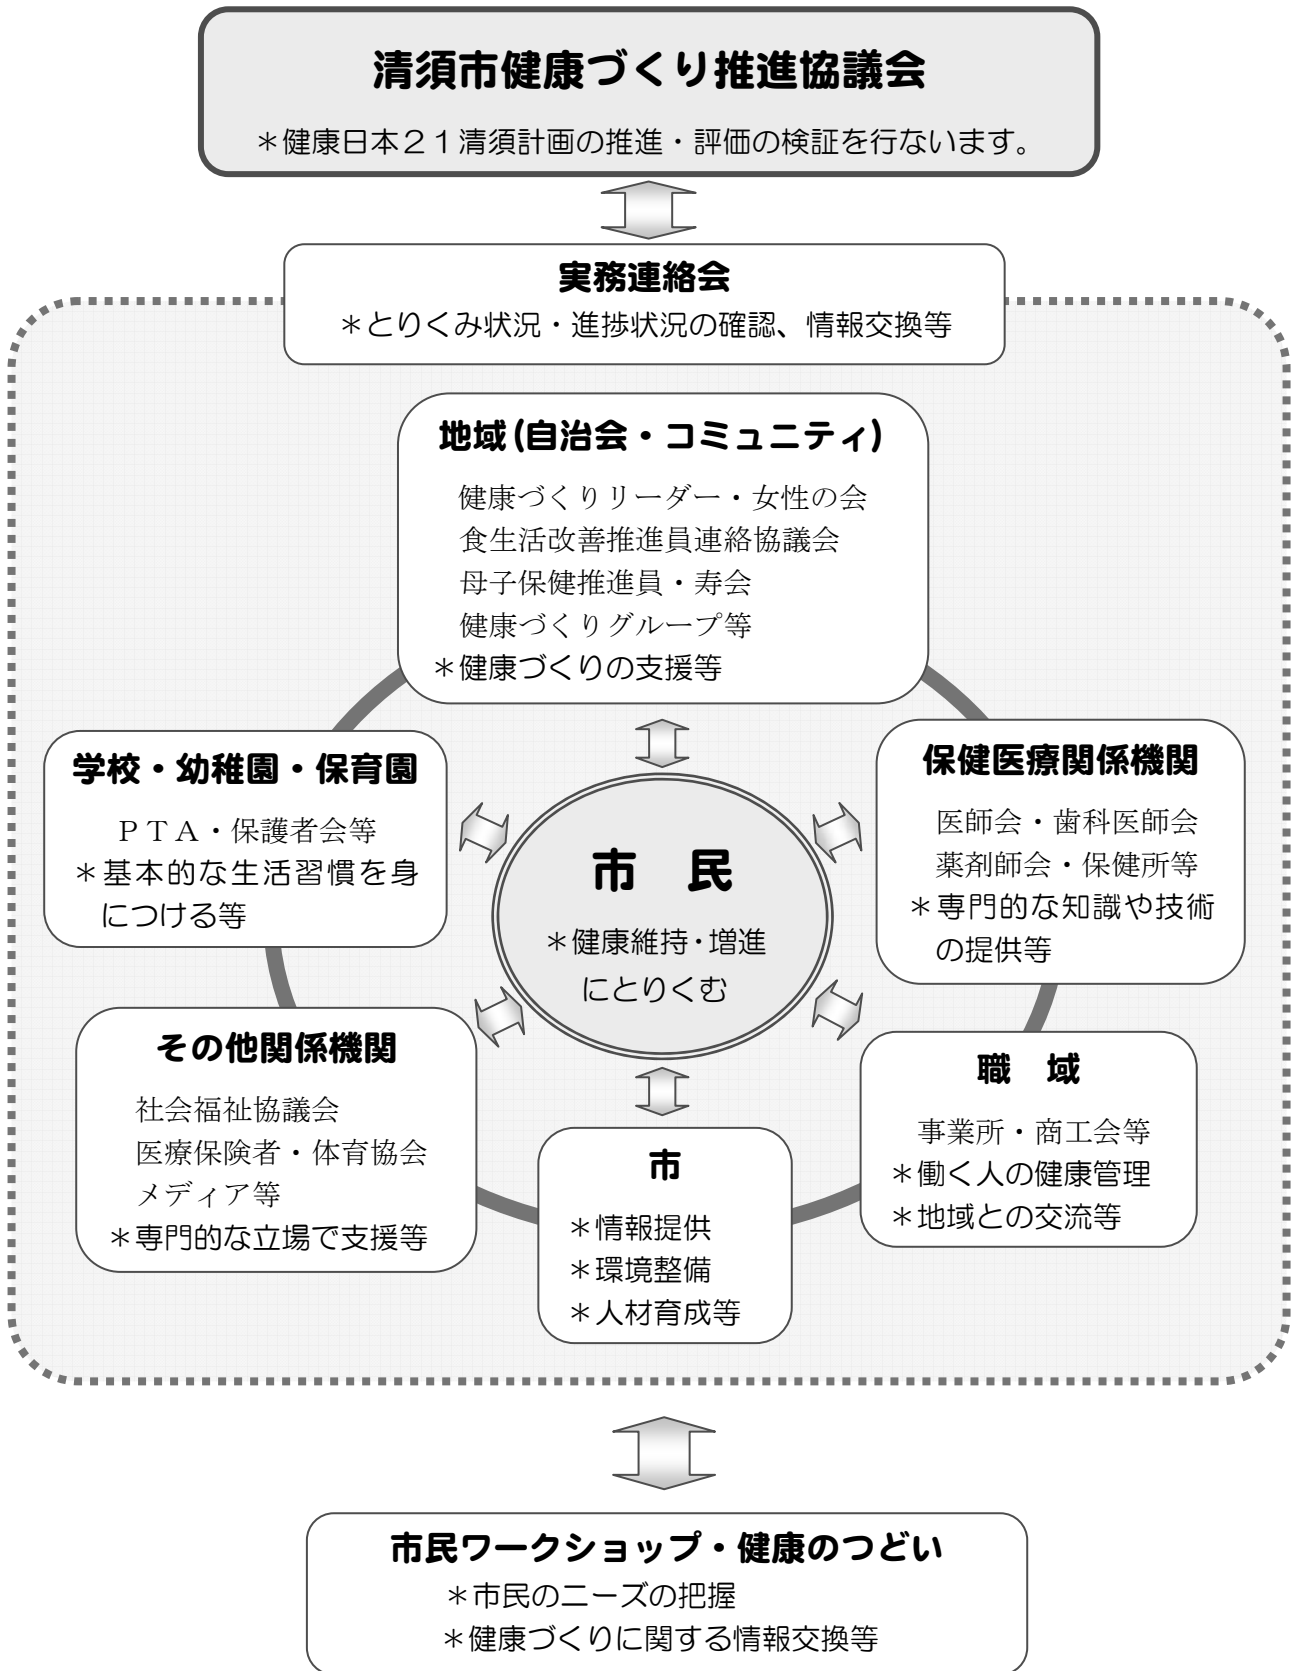 清須市健康づくり推進協議会
＊健康日本２１清須計画の推進・評価の検証を行ないます。
実務連絡会
＊とりくみ状況・進捗状況の確認、情報交換等
地域(自治会・コミュニティ)
健康づくりリーダー・女性の会
食生活改善推進員連絡協議会
母子保健推進員・寿会
健康づくりグループ等
＊健康づくりの支援等
学校・幼稚園・保育園
ＰＴＡ・保護者会等
＊基本的な生活習慣を身
につける等
保健医療関係機関
医師会・歯科医師会
薬剤師会・保健所等
＊専門的な知識や技術
の提供等
市　民
＊健康維持・増進
にとりくむ
その他関係機関
社会福祉協議会
医療保険者・体育協会
メディア等
＊専門的な立場で支援等
職　域
事業所・商工会等
＊働く人の健康管理
＊地域との交流等
市
＊情報提供
＊環境整備
＊人材育成等
市民ワークショップ・健康のつどい
＊市民のニーズの把握
＊健康づくりに関する情報交換等